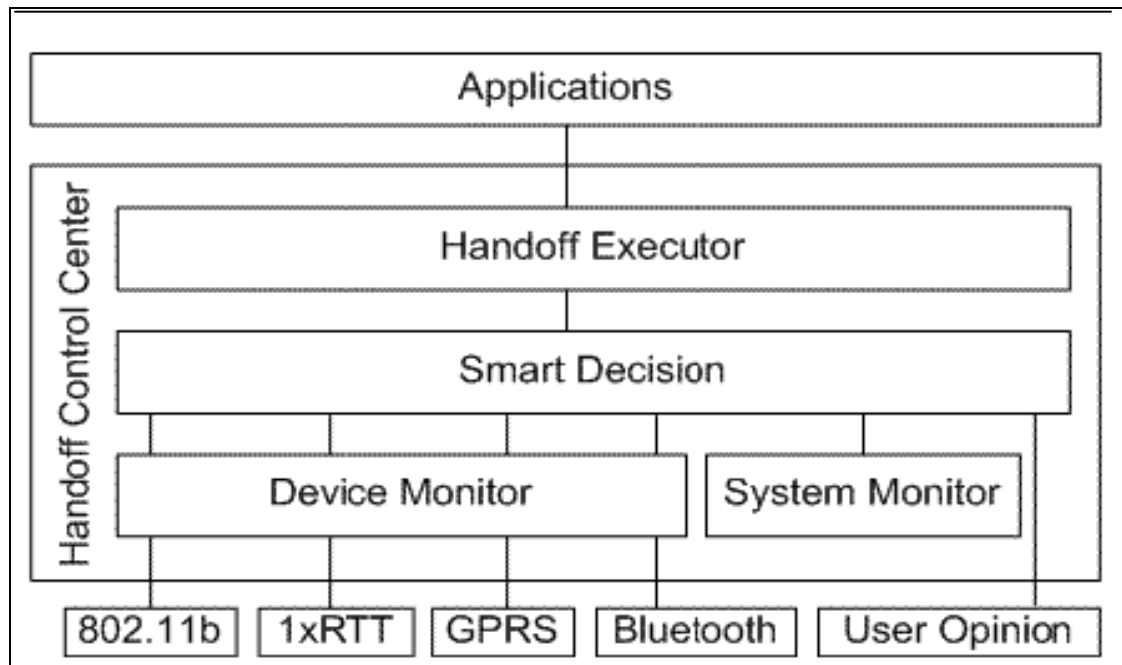 Applications
Handoff Control Center
Handoff Executor
Smart Decision
Device Monitor
System Monitor
802.11b
1xRTT
GPRS
Bluetooth
User Opinion